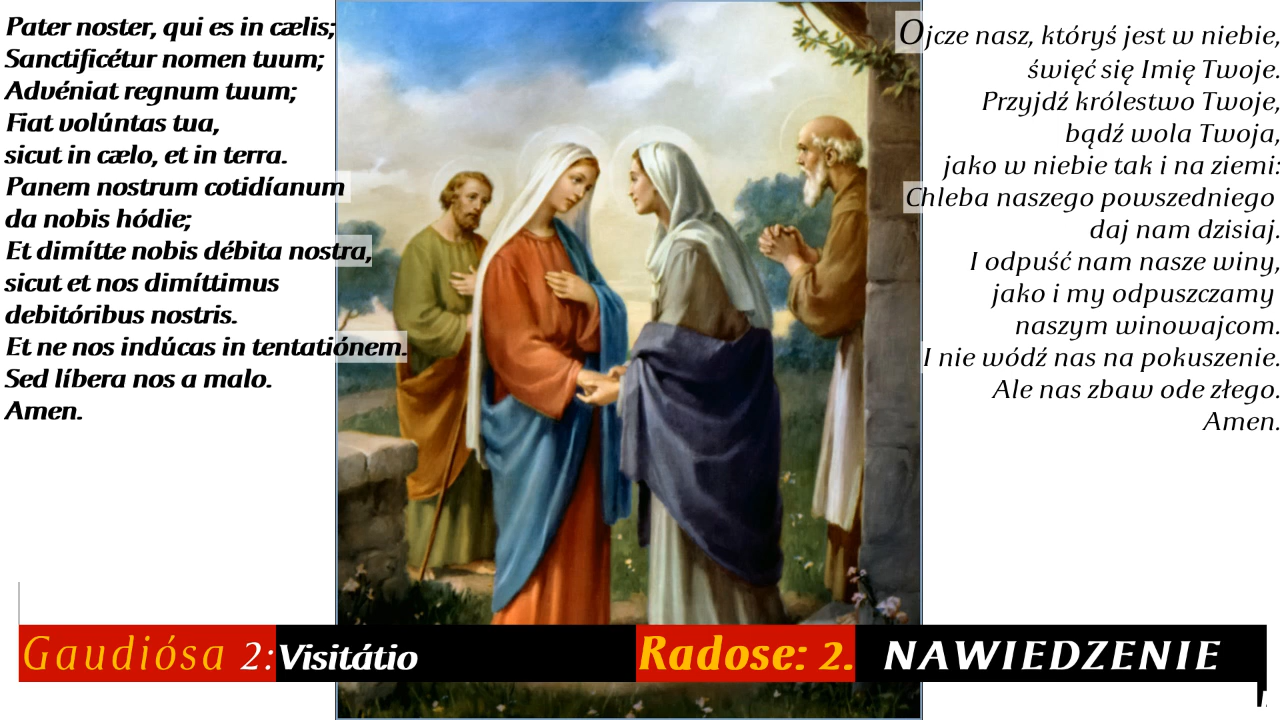 Pater noster, qui es in cælis;
Sanctificétur nomen tuum;
Advéniat regnum tuum;
Fiat volúntas tua,
sicut in cælo, et in terra.
Panem nostrum cotidíanum
da nobis hódie;
Et dimítte nobis débita nostra,
sicut et nos dimíttimus
debitóribus nostris.
Et ne nos indúcas in tentatiónem.
Sed líbera nos a malo.
Amen.
Ojcze nasz, któryś jest w niebie,
święć się Imię Twoje.
Przyjdź królestwo Twoje,
bądź wola Twoja,
jako w niebie tak i na ziemi:
Chleba naszego powszedniego
daj nam dzisiaj.
I odpuść nam nasze winy,
jako i my odpuszczamy
naszym winowajcom.
I nie wódź nas na pokuszenie.
Ale nas zbaw ode złego.
Amen.
Gaudiósa 2: Visitátio
Radose: 2. NAWIEDZENIE